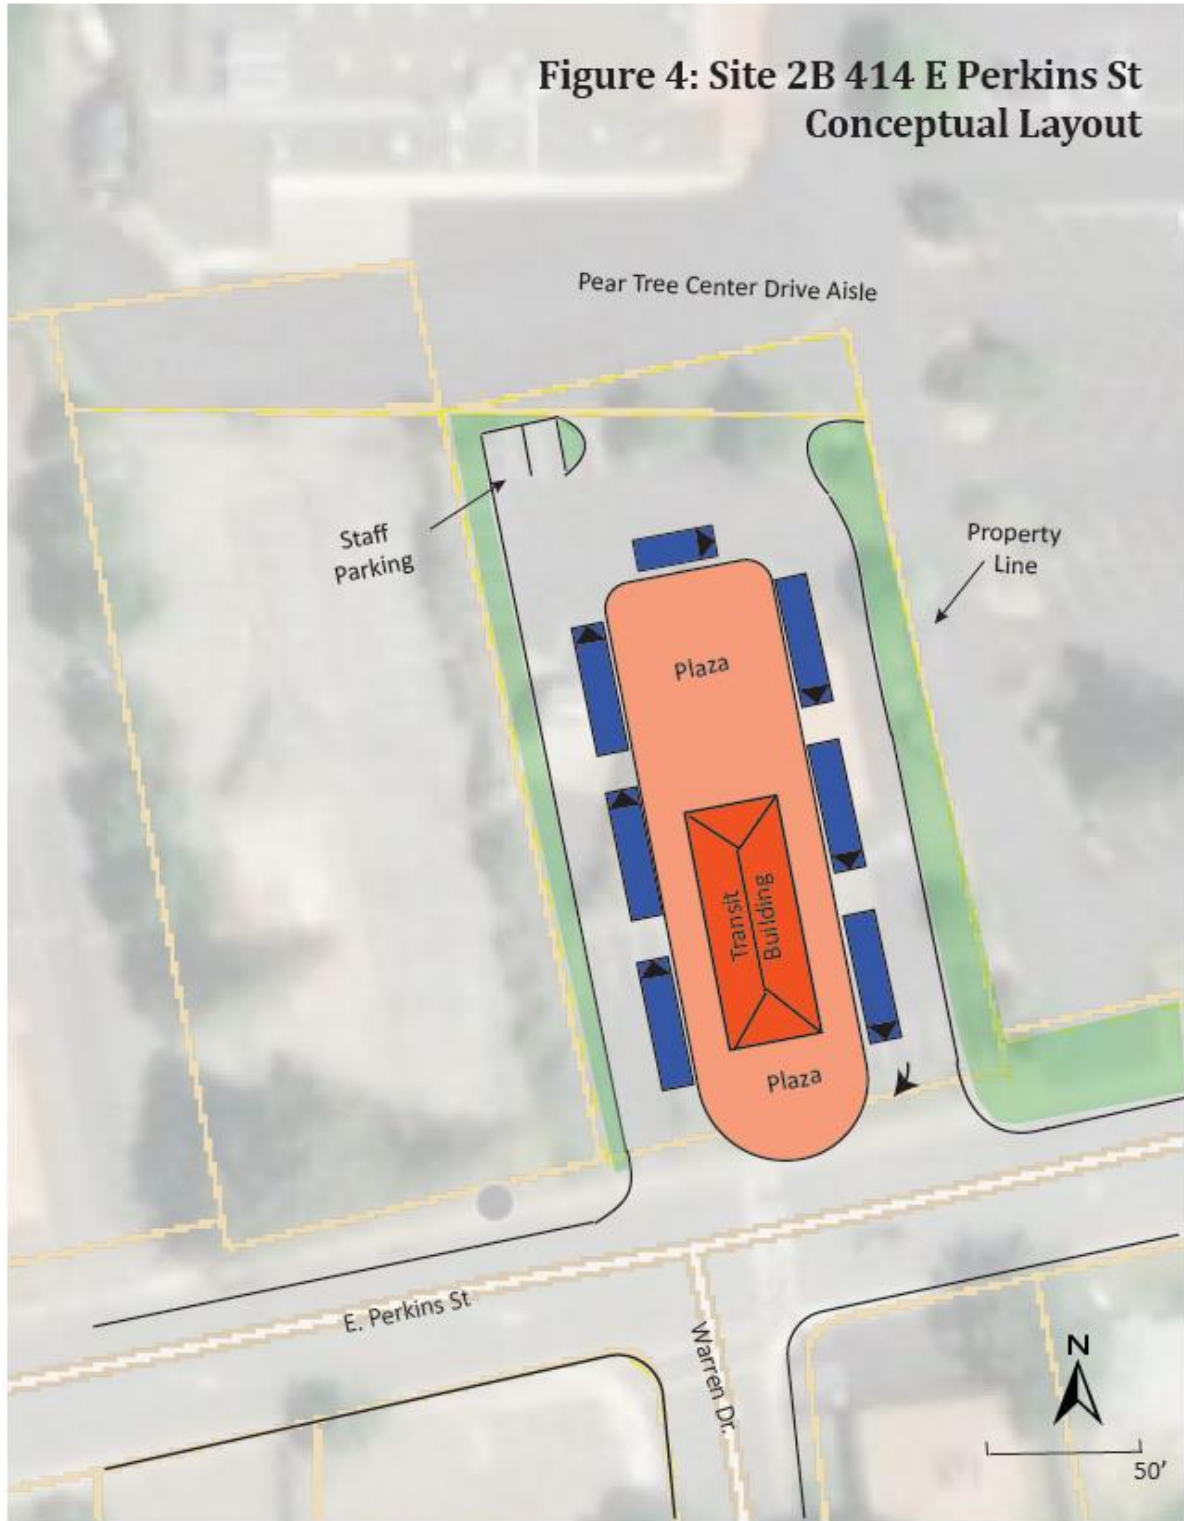 Figure 4: Site 2B 414 E Perkins St
Conceptual Layout
Pear Tree Center Drive Aisle
Staff
Parking
Property
Line
Plaza
Transit
Building
Plaza
E. Perkins St
Warren Dr.
N
50'